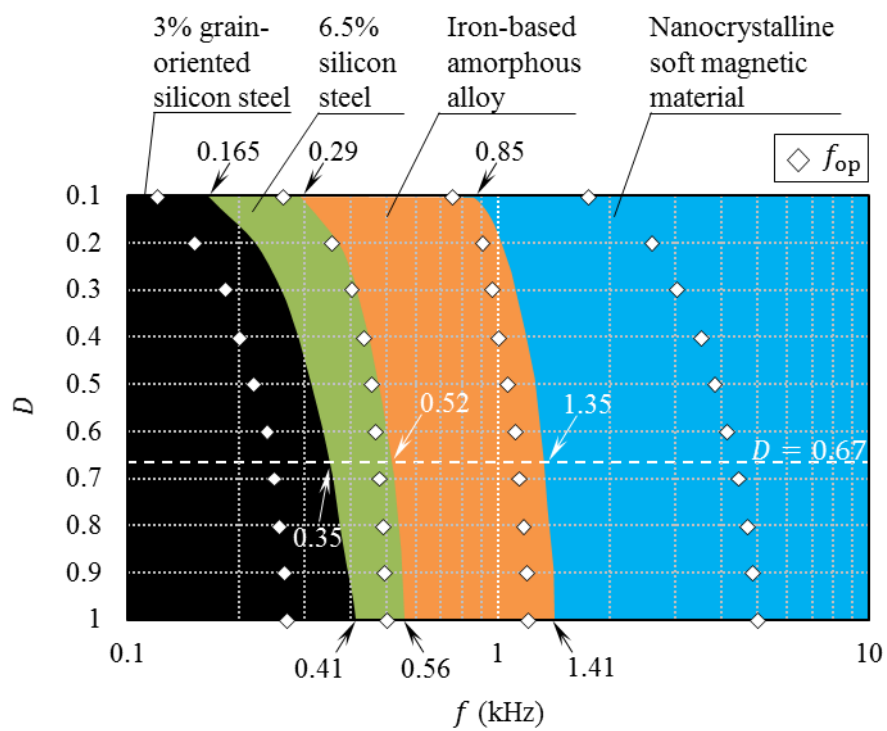 3% grain-
oriented
silicon steel
6.5%
silicon
steel
Iron-based
amorphous
alloy
Nanocrystalline
soft magnetic
material
0.165
0.29
0.85
f_op
0.1
0.2
0.3
0.4
0.5
0.6
0.7
0.8
0.9
1
D
0.52
1.35
D = 0.67
0.35
0.1
1
10
0.41
0.56
1.41
f (kHz)